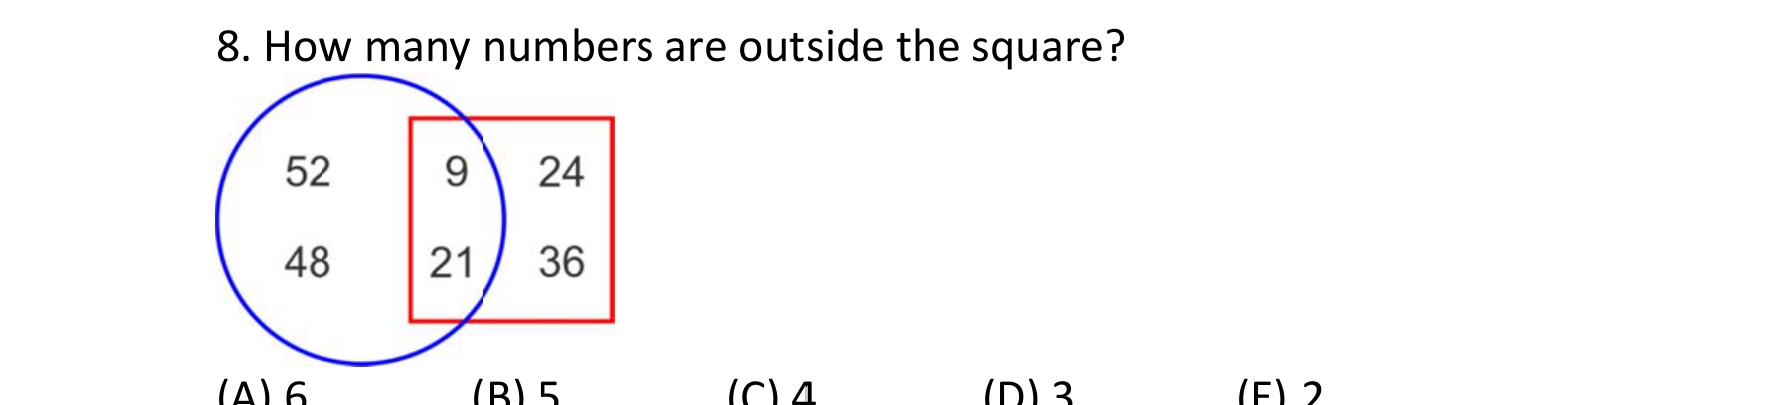 8. How many numbers are outside the square?
52 9 24
48 21 36
(A) 6 (B) 5 (C) 4 (D) 3 (E) 2